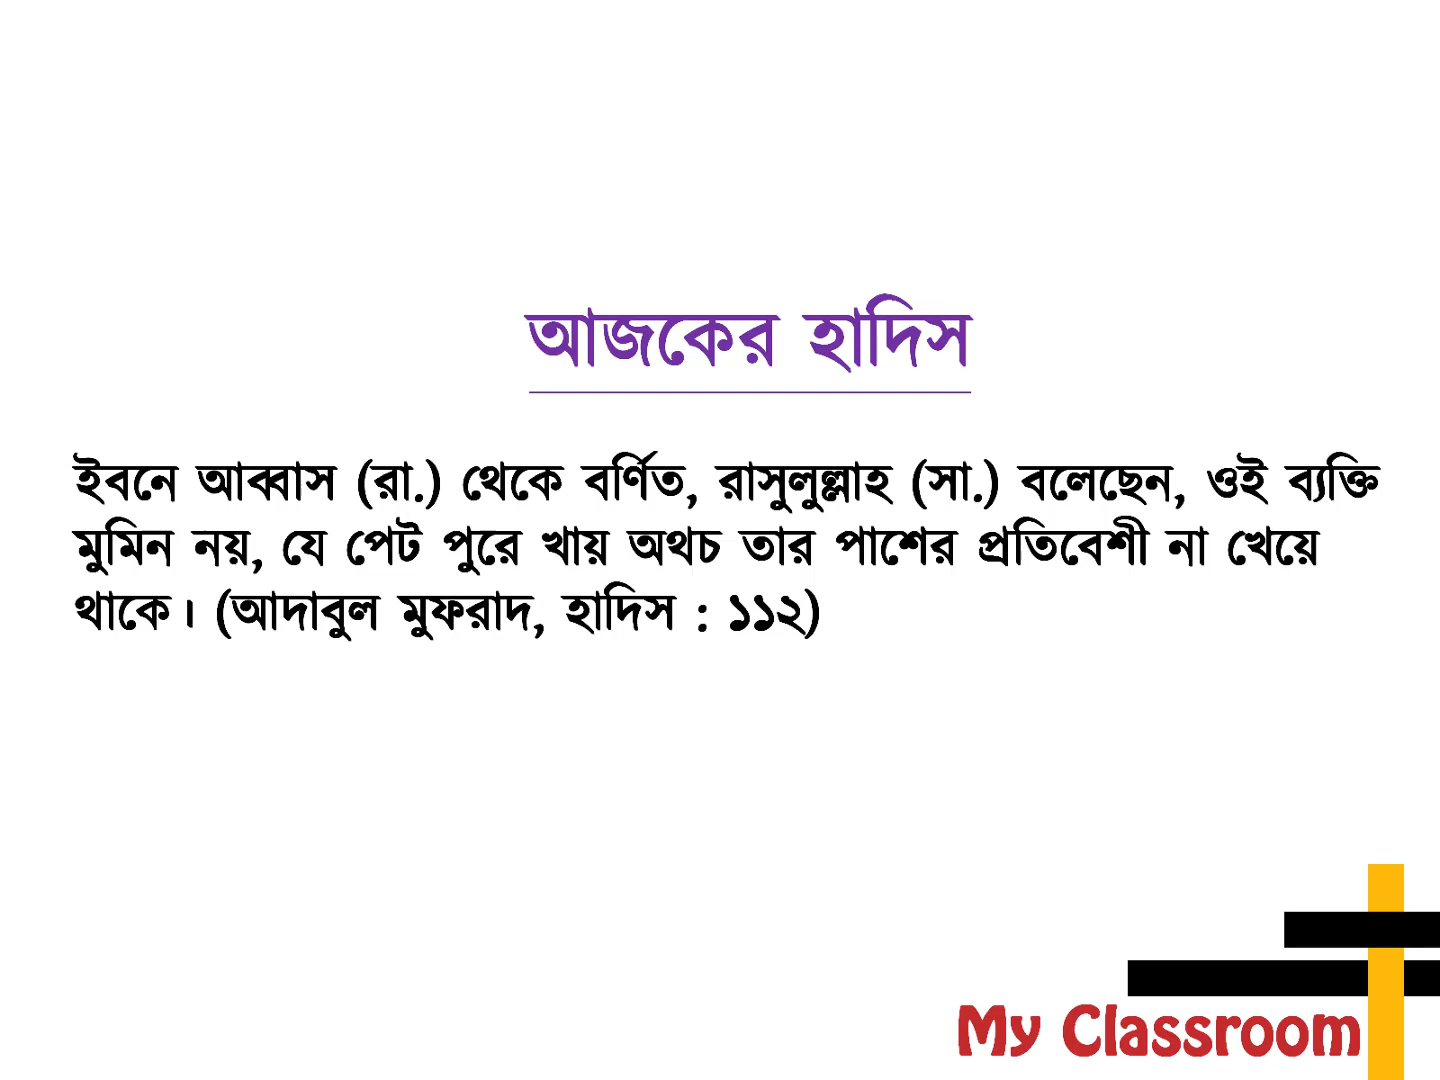 আজকের হাদিস
ইবনে আব্বাস (রা.) থেকে বর্ণিত, রাসুলুল্লাহ (সা.) বলেছেন, ওই ব্যক্তি
মুমিন নয়, যে পেট পুরে খায় অথচ তার পাশের প্রতিবেশী না খেয়ে
থাকে। (আদাবুল মুফরাদ, হাদিস : ১১২)
My Classroom